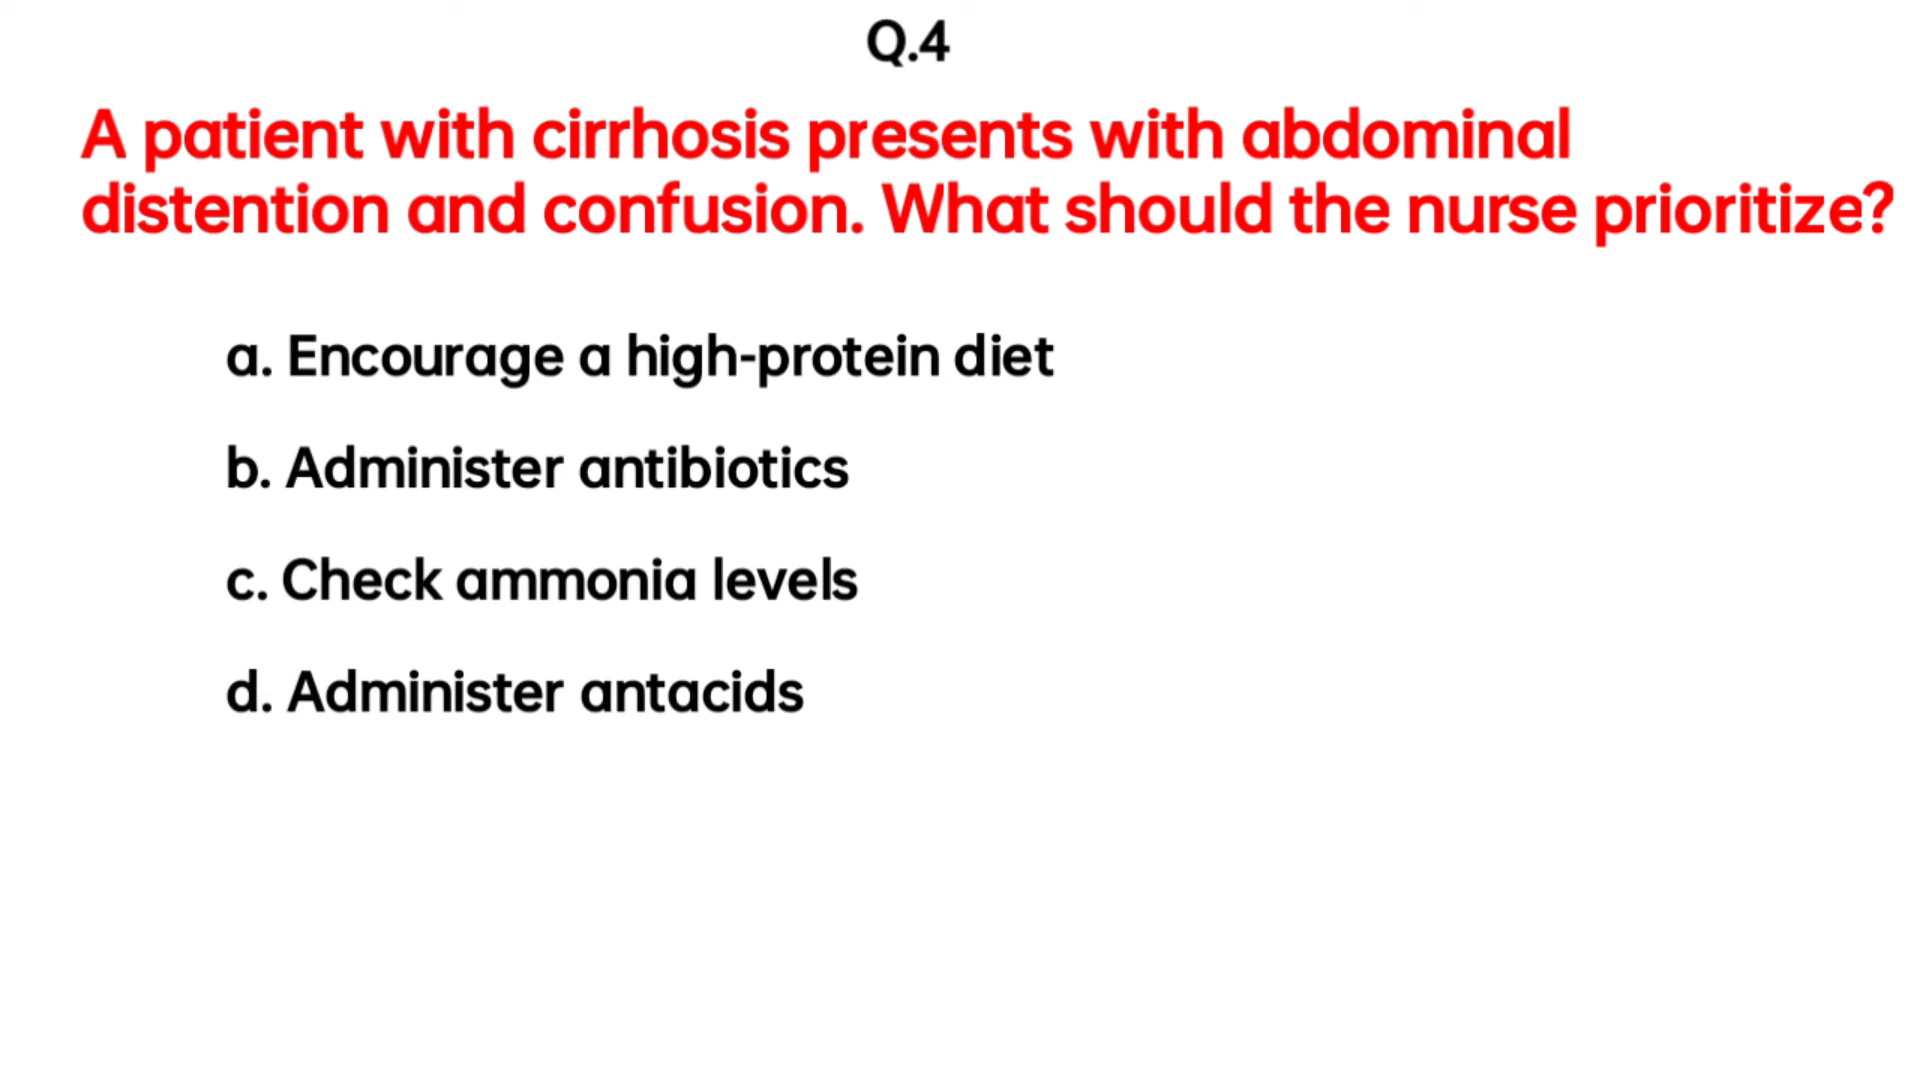 Q.4
A patient with cirrhosis presents with abdominal
distention and confusion. What should the nurse prioritize?
a. Encourage a high-protein diet
b. Administer antibiotics
c. Check ammonia levels
d. Administer antacids